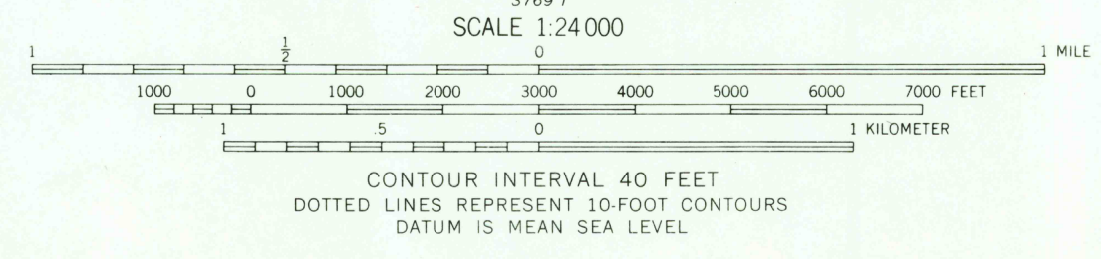 SCALE 1:24 000
1 1/2 0 1 MILE
1000 0 1000 2000 3000 4000 5000 6000 7000 FEET
1 .5 0 1 KILOMETER
CONTOUR INTERVAL 40 FEET
DOTTED LINES REPRESENT 10-FOOT CONTOURS
DATUM IS MEAN SEA LEVEL